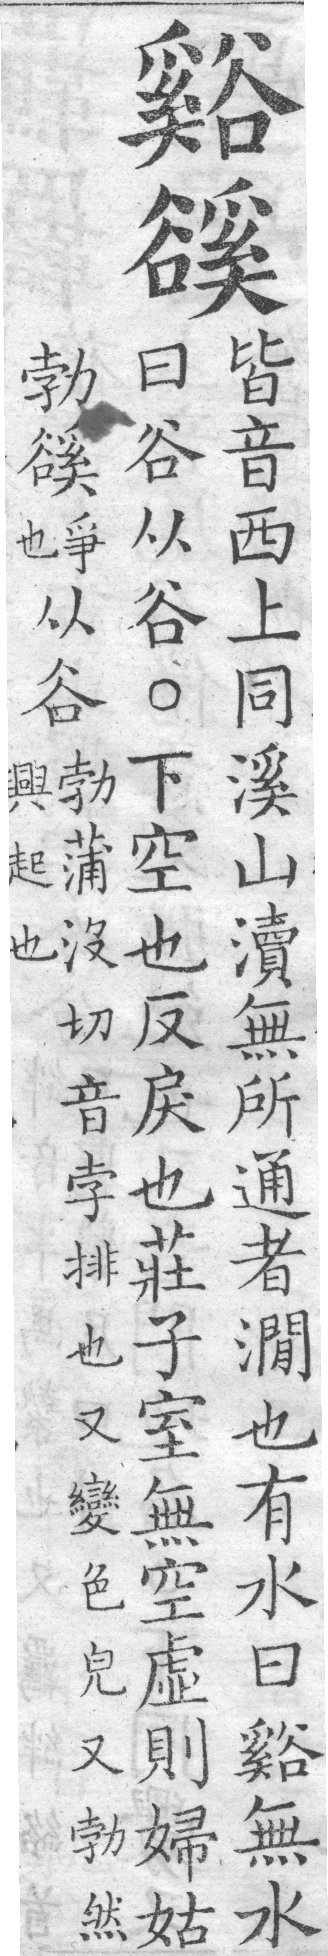 谿
豀
皆音西上同溪山瀆無所通者澗也有水曰谿無水
曰谷从谷○下空也反戾也莊子室無空虛則婦姑
勃豀爭也从谷勃蒲沒切音孛排也又變色皃又勃然
興起也